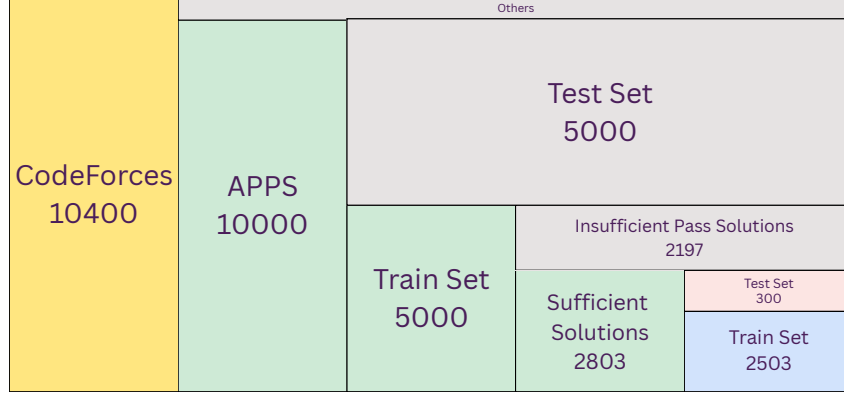 Others
CodeForces
10400
APPS
10000
Test Set
5000
Train Set
5000
Insufficient Pass Solutions
2197
Sufficient
Solutions
2803
Test Set
300
Train Set
2503